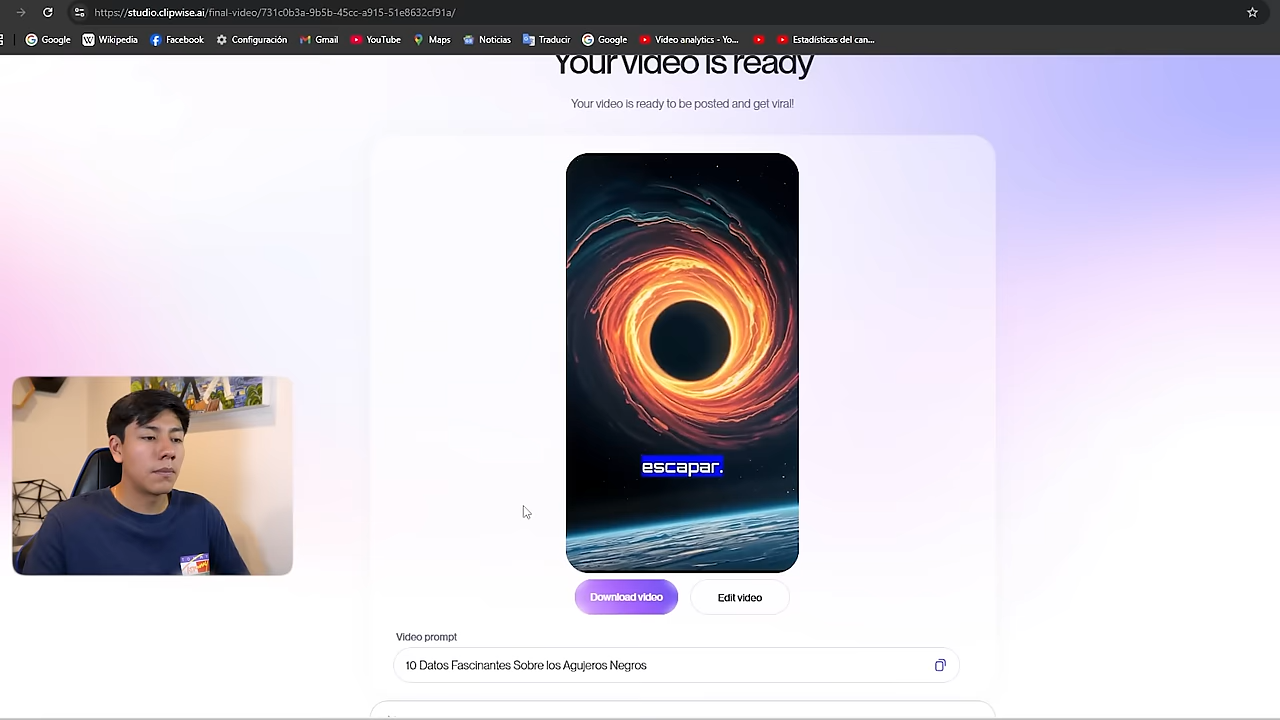 https://studio.clipwise.ai/final-video/731c0b3a-9b5b-45cc-a915-51e8632cf91a/
Google Wikipedia Facebook Configuración Gmail YouTube Maps Noticias Traducir Google Video analytics - Yo... Estadísticas del can...
Your video is ready
Your video is ready to be posted and get viral!
escapar.
Download video Edit video
Video prompt
10 Datos Fascinantes Sobre los Agujeros Negros